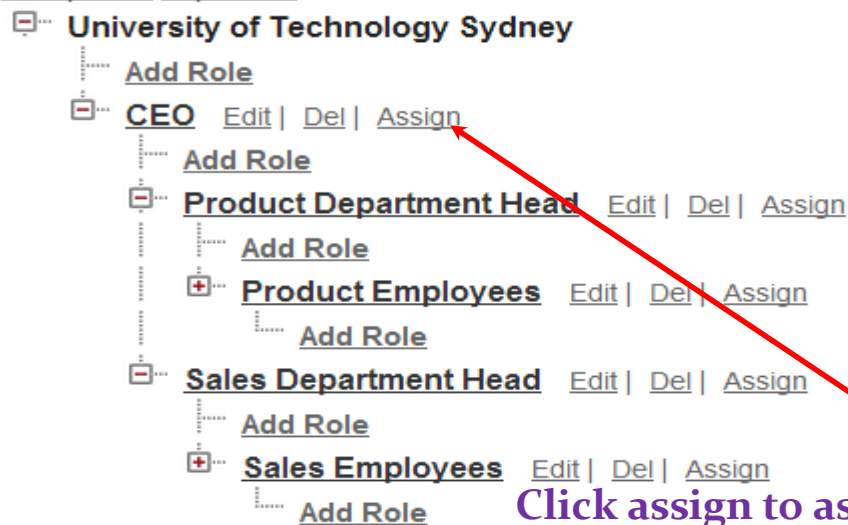 University of Technology Sydney
Add Role
CEO Edit | Del | Assign
Add Role
Product Department Head Edit | Del | Assign
Add Role
Product Employees Edit | Del | Assign
Add Role
Sales Department Head Edit | Del | Assign
Add Role
Sales Employees Edit | Del | Assign
Add Role Click assign to as